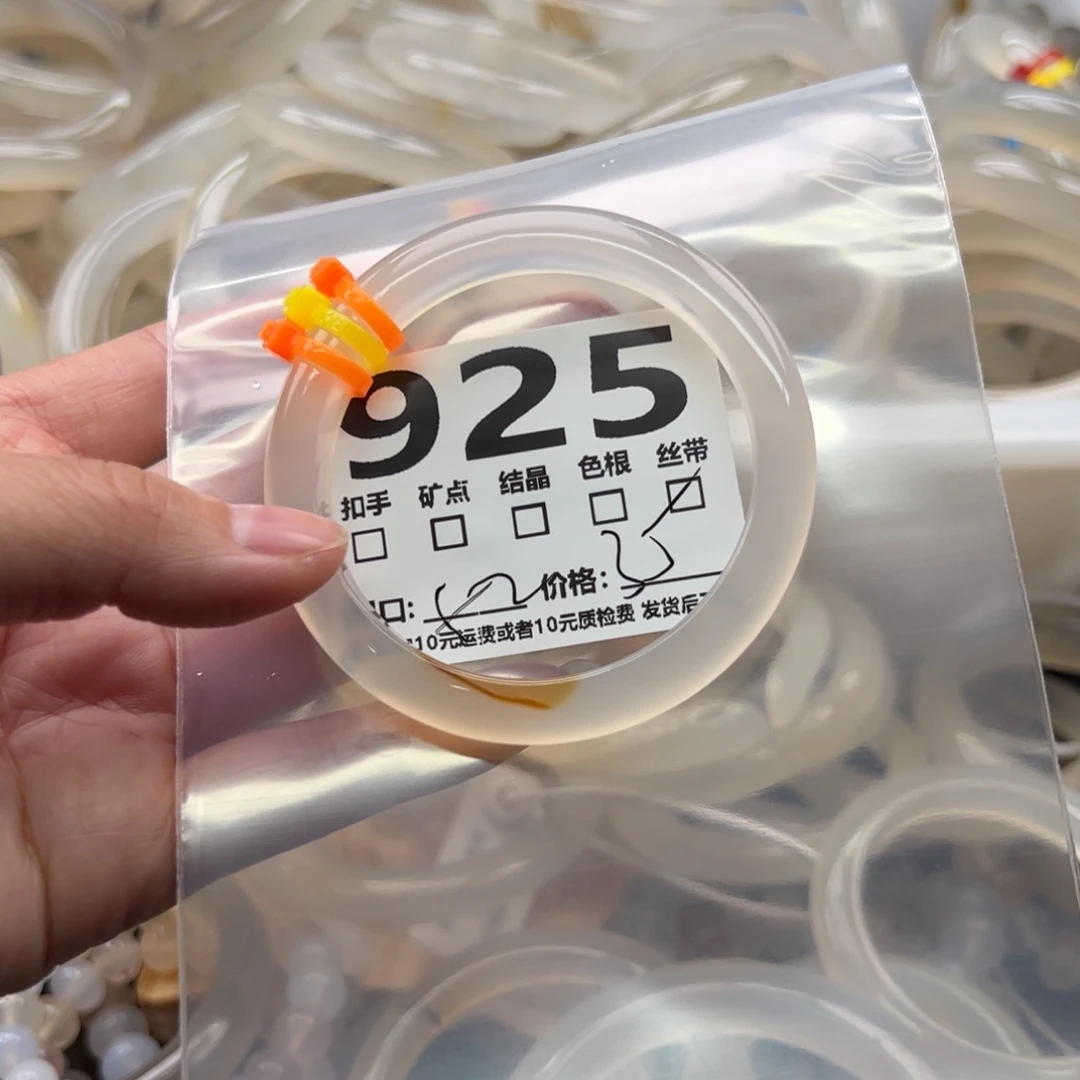 925
扣手 矿点 结晶 色根 丝带
口: 价格:
10元运费或者10元质检费 发货后